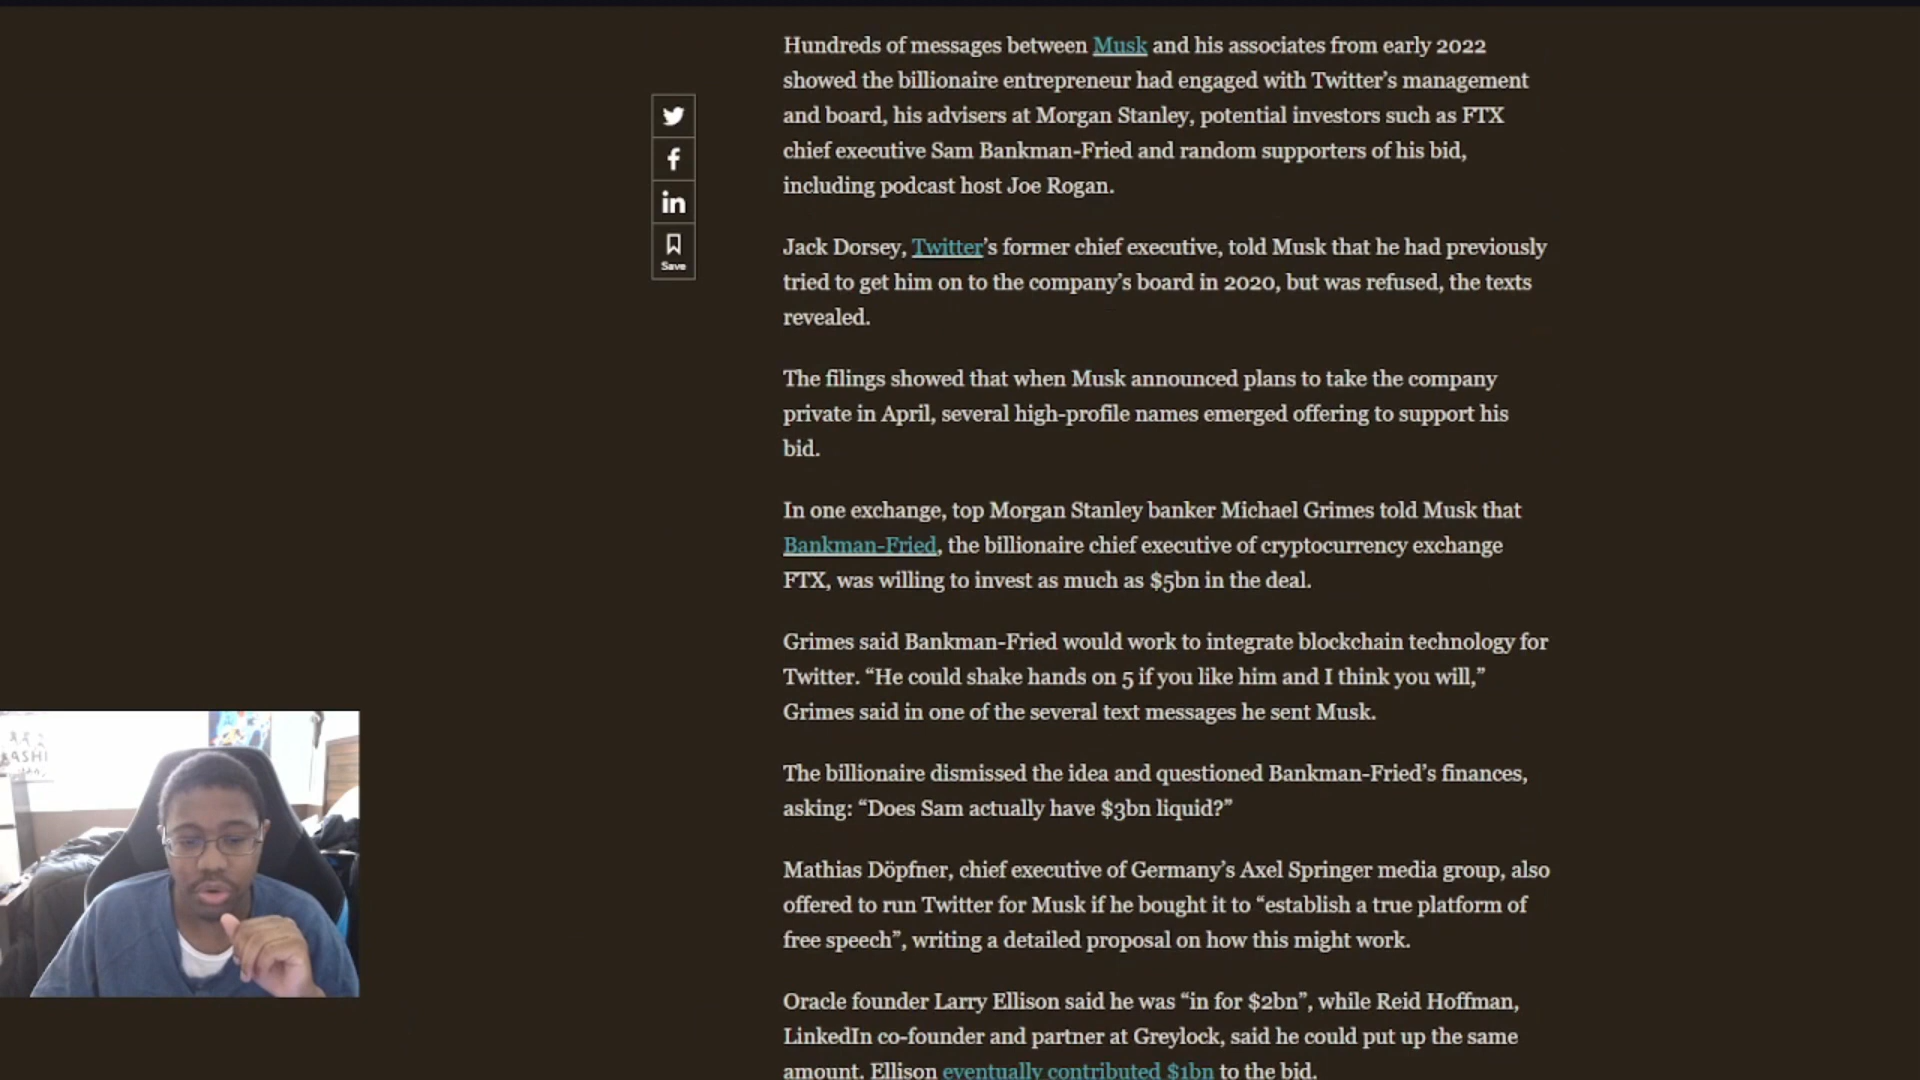 Hundreds of messages between Musk and his associates from early 2022
showed the billionaire entrepreneur had engaged with Twitter’s management
and board, his advisers at Morgan Stanley, potential investors such as FTX
chief executive Sam Bankman-Fried and random supporters of his bid,
including podcast host Joe Rogan.
Save
Jack Dorsey, Twitter’s former chief executive, told Musk that he had previously
tried to get him on to the company’s board in 2020, but was refused, the texts
revealed.
The filings showed that when Musk announced plans to take the company
private in April, several high-profile names emerged offering to support his
bid.
In one exchange, top Morgan Stanley banker Michael Grimes told Musk that
Bankman-Fried, the billionaire chief executive of cryptocurrency exchange
FTX, was willing to invest as much as $5bn in the deal.
Grimes said Bankman-Fried would work to integrate blockchain technology for
Twitter. “He could shake hands on 5 if you like him and I think you will,”
Grimes said in one of the several text messages he sent Musk.
The billionaire dismissed the idea and questioned Bankman-Fried’s finances,
asking: “Does Sam actually have $3bn liquid?”
Mathias Döpfner, chief executive of Germany’s Axel Springer media group, also
offered to run Twitter for Musk if he bought it to “establish a true platform of
free speech”, writing a detailed proposal on how this might work.
Oracle founder Larry Ellison said he was “in for $2bn”, while Reid Hoffman,
LinkedIn co-founder and partner at Greylock, said he could put up the same
amount. Ellison eventually contributed $1bn to the bid.